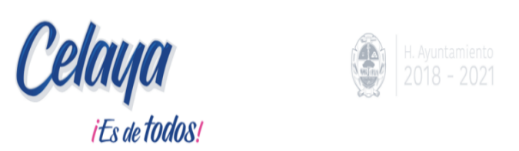 Celaya
¡Es de todos!
H. Ayuntamiento
2018 - 2021